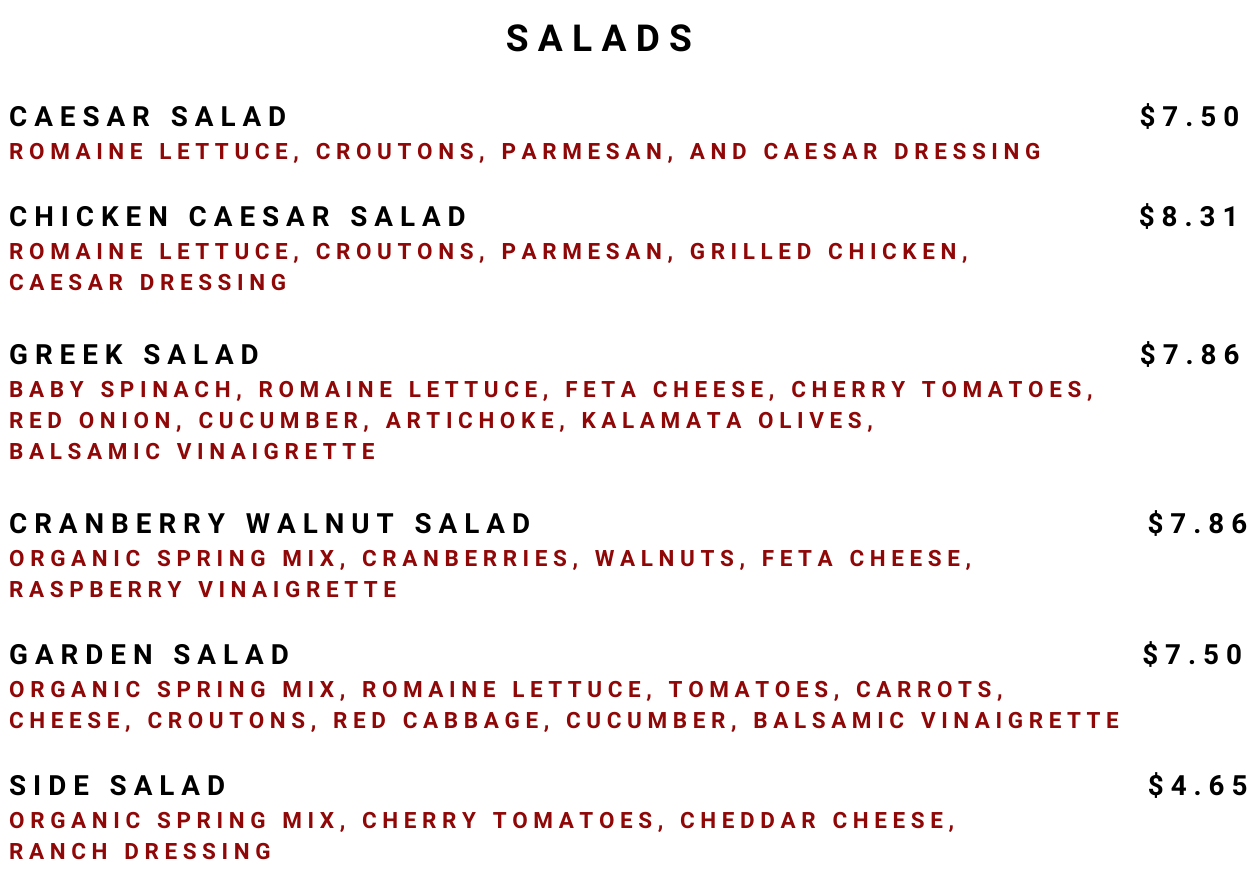 SALADS
CAESAR SALAD $7.50
ROMAINE LETTUCE, CROUTONS, PARMESAN, AND CAESAR DRESSING
CHICKEN CAESAR SALAD $8.31
ROMAINE LETTUCE, CROUTONS, PARMESAN, GRILLED CHICKEN,
CAESAR DRESSING
GREEK SALAD $7.86
BABY SPINACH, ROMAINE LETTUCE, FETA CHEESE, CHERRY TOMATOES,
RED ONION, CUCUMBER, ARTICHOKE, KALAMATA OLIVES,
BALSAMIC VINAIGRETTE
CRANBERRY WALNUT SALAD $7.86
ORGANIC SPRING MIX, CRANBERRIES, WALNUTS, FETA CHEESE,
RASPBERRY VINAIGRETTE
GARDEN SALAD $7.50
ORGANIC SPRING MIX, ROMAINE LETTUCE, TOMATOES, CARROTS,
CHEESE, CROUTONS, RED CABBAGE, CUCUMBER, BALSAMIC VINAIGRETTE
SIDE SALAD $4.65
ORGANIC SPRING MIX, CHERRY TOMATOES, CHEDDAR CHEESE,
RANCH DRESSING